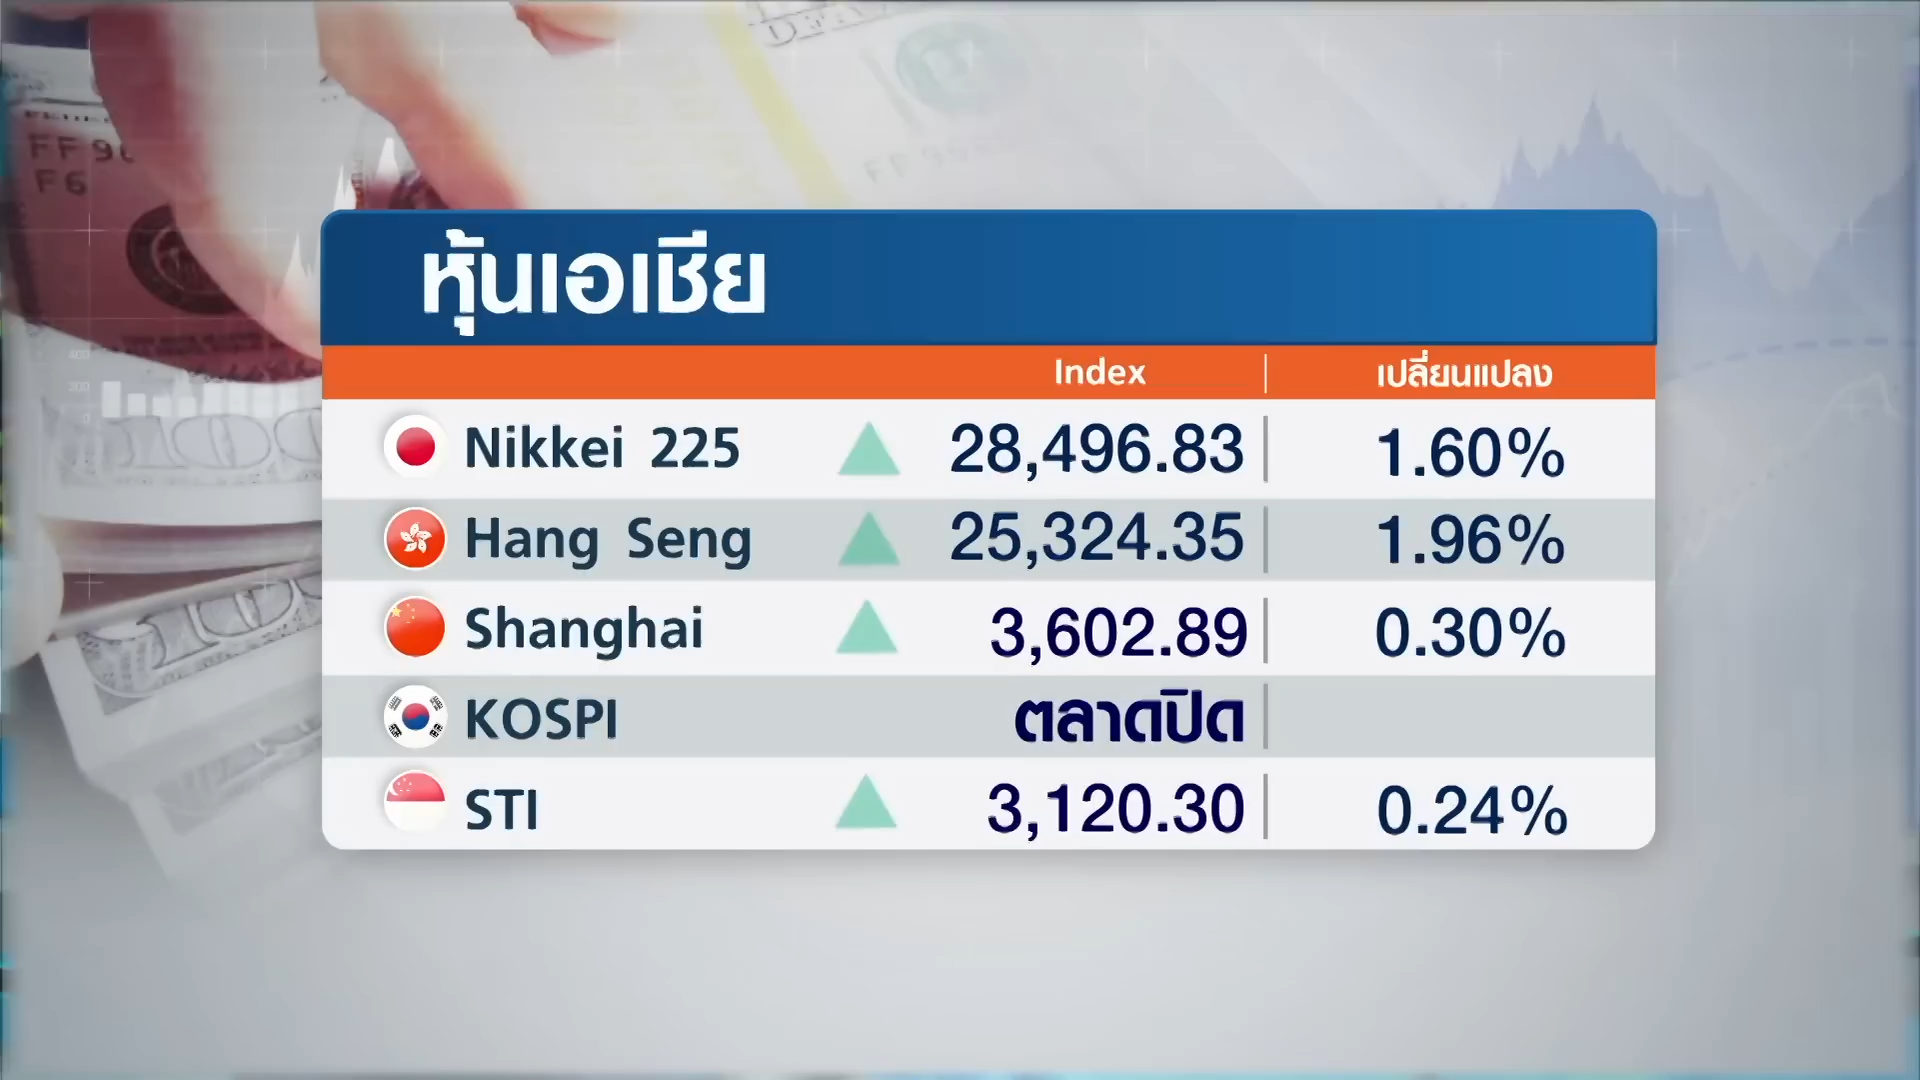 หุ้นเอเชีย
Index เปลี่ยนแปลง
Nikkei 225 28,496.83 1.60%
Hang Seng 25,324.35 1.96%
Shanghai 3,602.89 0.30%
KOSPI ตลาดปิด
STI 3,120.30 0.24%